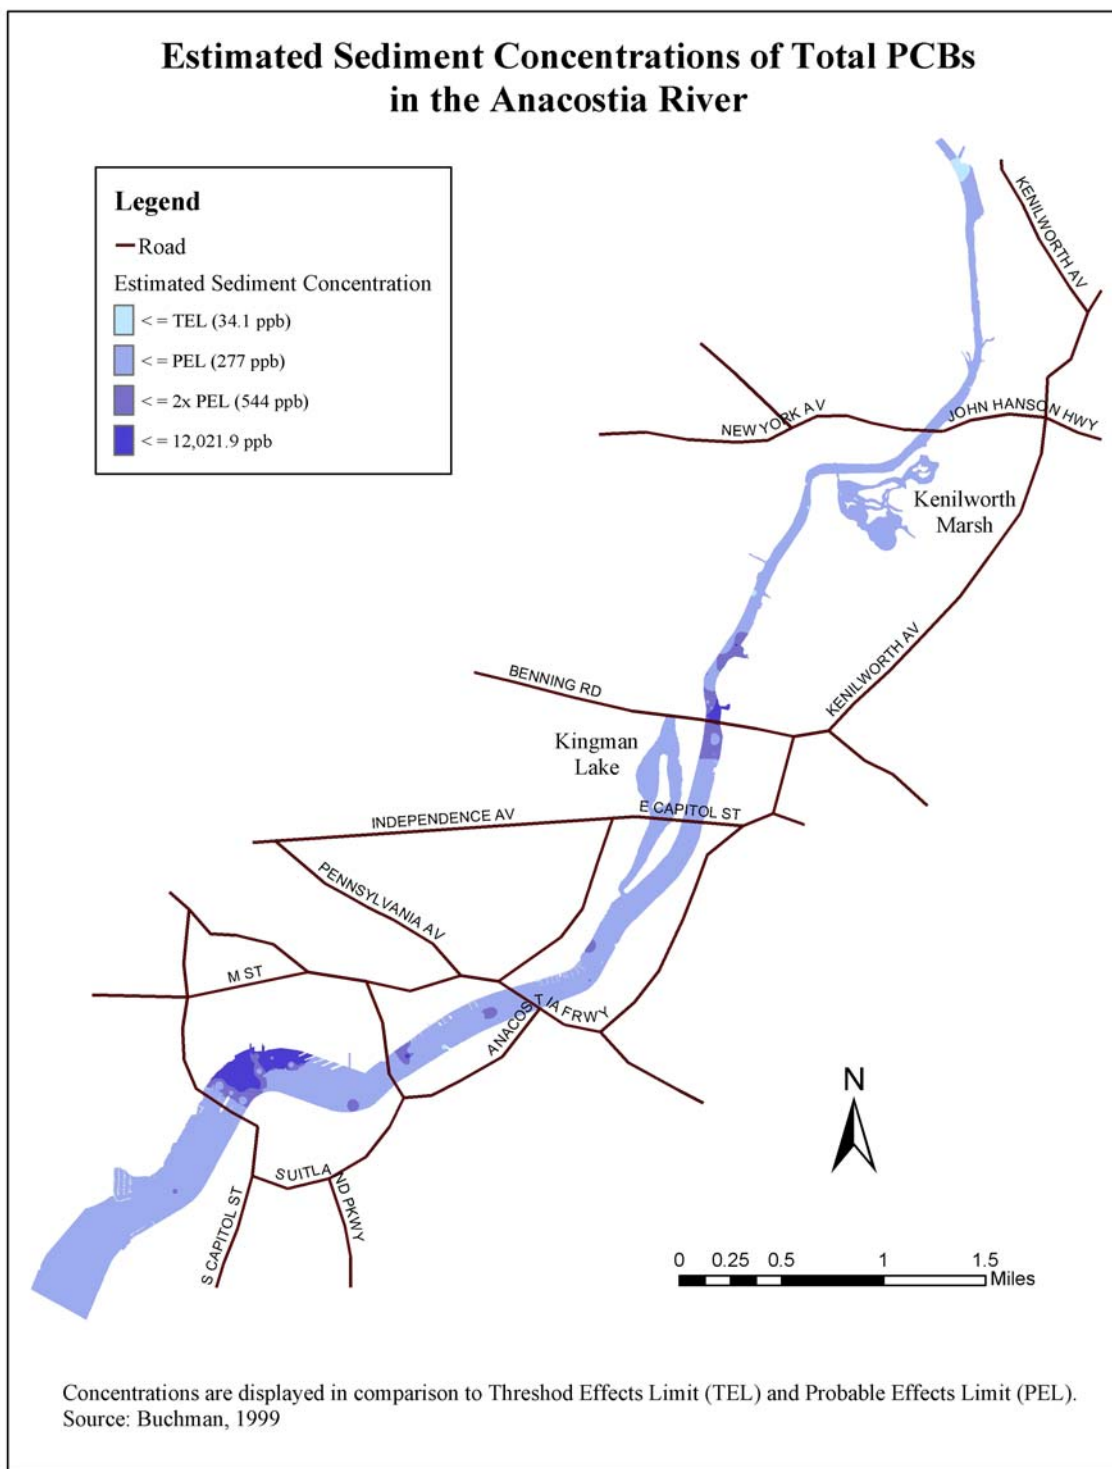 Estimated Sediment Concentrations of Total PCBs
in the Anacostia River
Legend
Road
Estimated Sediment Concentration
< = TEL (34.1 ppb)
< = PEL (277 ppb)
< = 2x PEL (544 ppb)
< = 12,021.9 ppb
KENILWORTH AV
NEW YORK AV
JOHN HANSON HWY
Kenilworth
Marsh
KENILWORTH AV
BENNING RD
Kingman
Lake
E CAPITOL ST
INDEPENDENCE AV
PENNSYLVANIA AV
M ST
ANACOSTIA FRWY
SUITLAND PKWY
S CAPITOL ST
N
0 0.25 0.5 1 1.5
Miles
Concentrations are displayed in comparison to Threshod Effects Limit (TEL) and Probable Effects Limit (PEL).
Source: Buchman, 1999